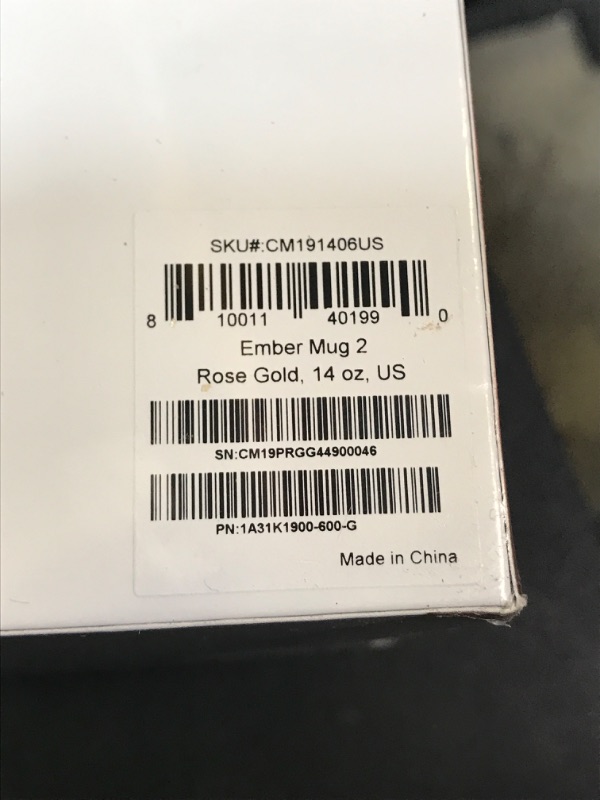 SKU#:CM191406US
8 10011 40199 0
Ember Mug 2
Rose Gold, 14 oz, US
SN:CM19PRGG44900046
PN:1A31K1900-600-G
Made in China